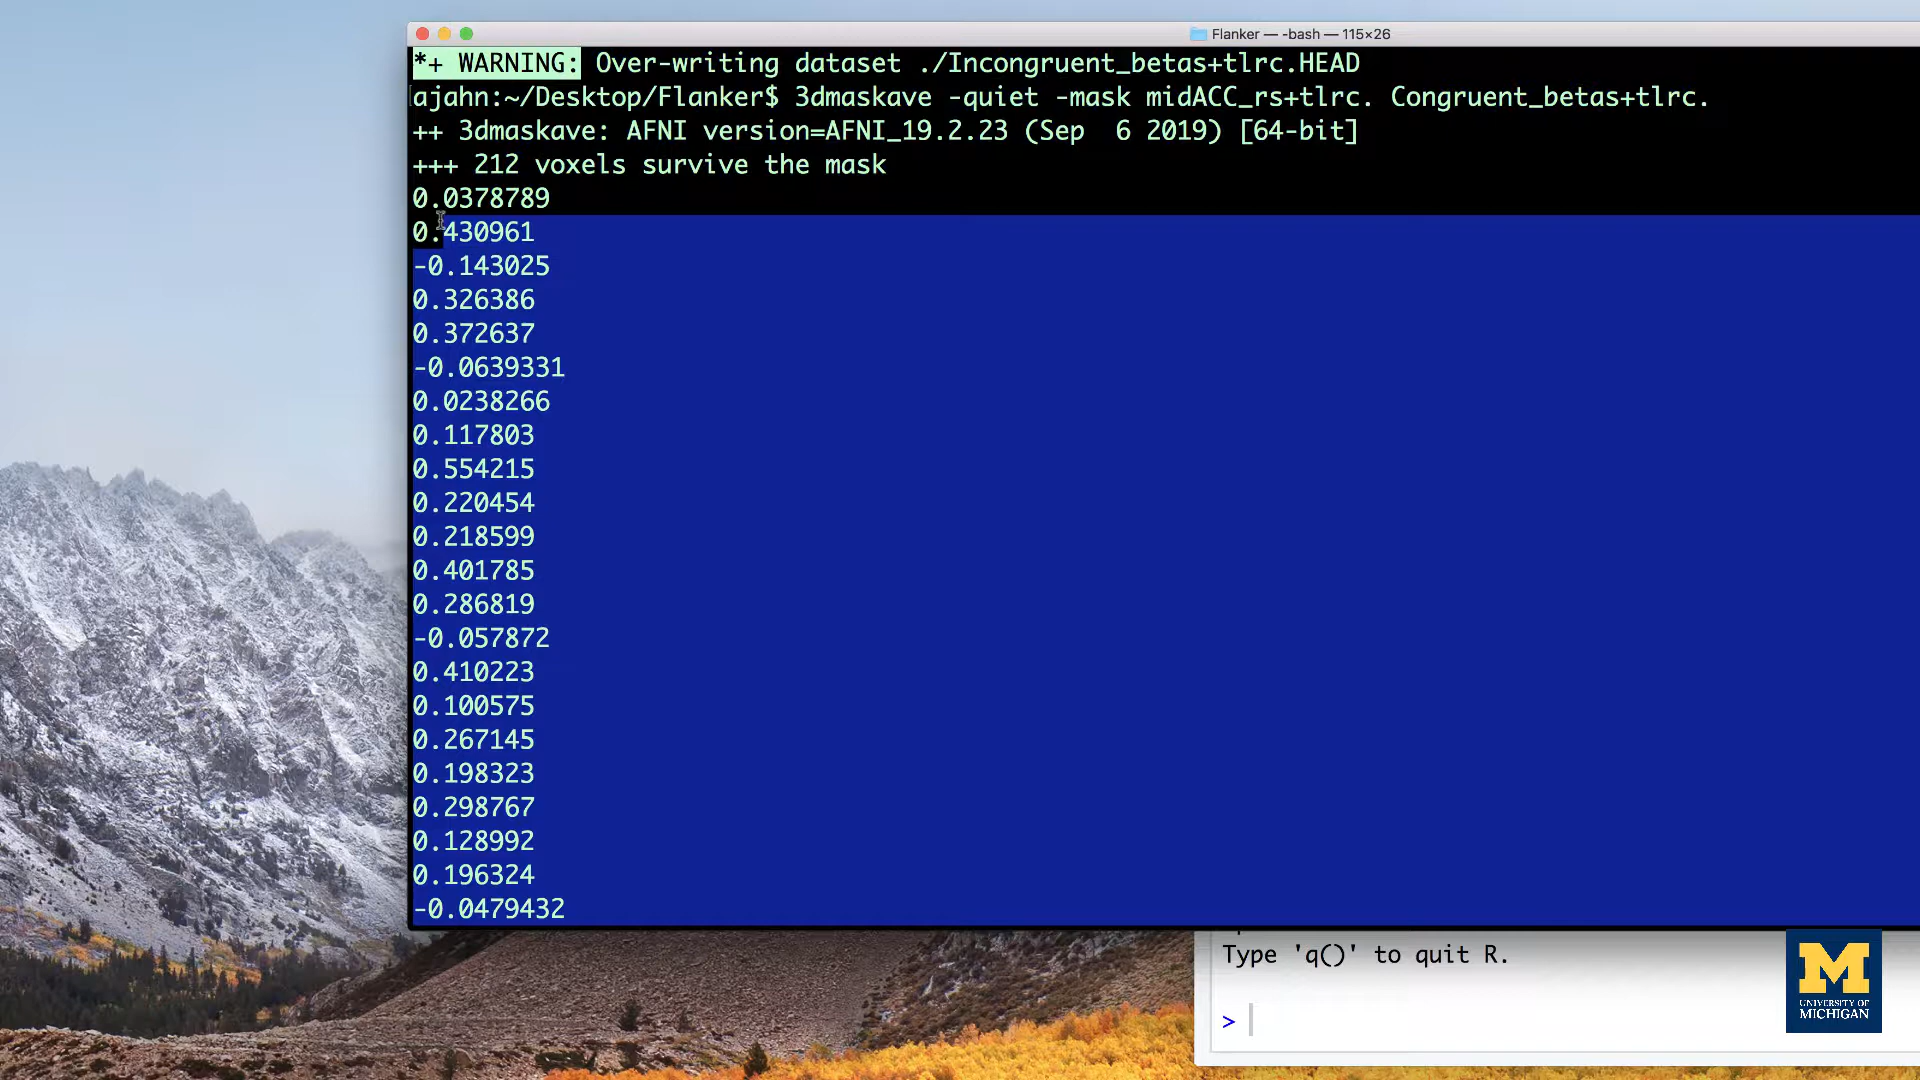 Flanker — -bash — 115×26
*+ WARNING: Over-writing dataset ./Incongruent_betas+tlrc.HEAD
ajahn:~/Desktop/Flanker$ 3dmaskave -quiet -mask midACC_rs+tlrc. Congruent_betas+tlrc.
++ 3dmaskave: AFNI version=AFNI_19.2.23 (Sep  6 2019) [64-bit]
+++ 212 voxels survive the mask
0.0378789
0.430961
-0.143025
0.326386
0.372637
-0.0639331
0.0238266
0.117803
0.554215
0.220454
0.218599
0.401785
0.286819
-0.057872
0.410223
0.100575
0.267145
0.198323
0.298767
0.128992
0.196324
-0.0479432
Type 'q()' to quit R.
>
M
UNIVERSITY OF
MICHIGAN